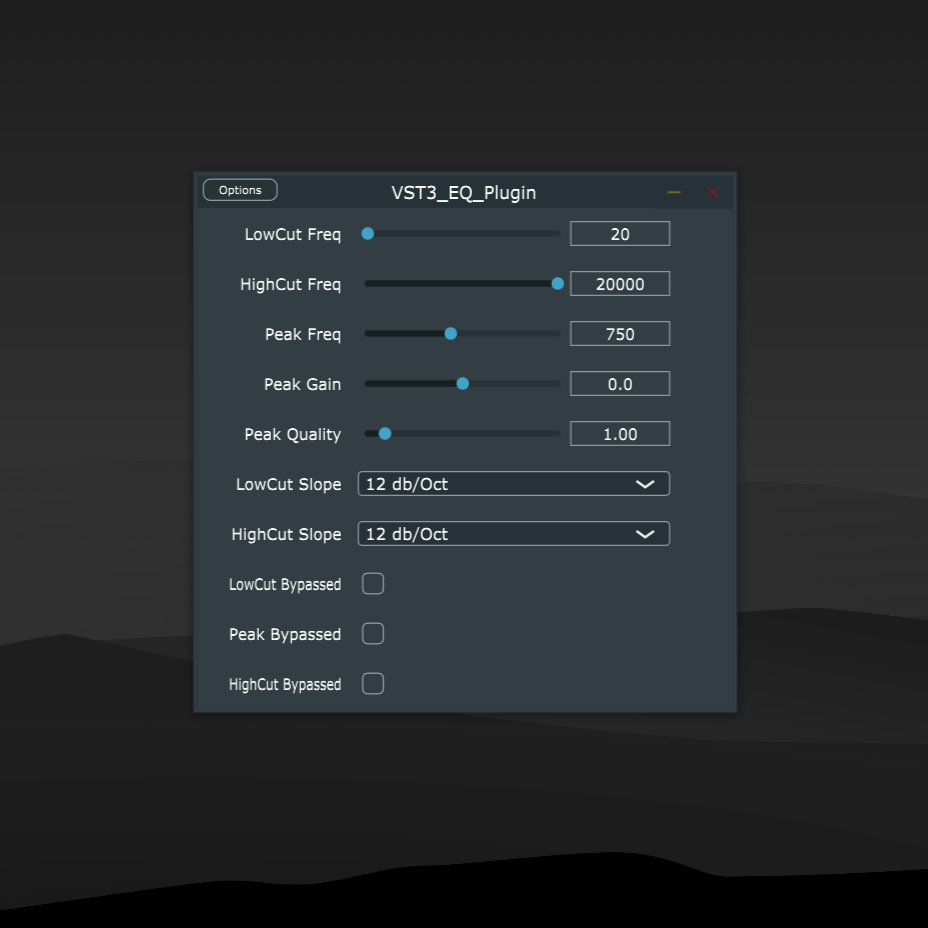 Options
VST3_EQ_Plugin
LowCut Freq 20
HighCut Freq 20000
Peak Freq 750
Peak Gain 0.0
Peak Quality 1.00
LowCut Slope 12 db/Oct
HighCut Slope 12 db/Oct
LowCut Bypassed
Peak Bypassed
HighCut Bypassed